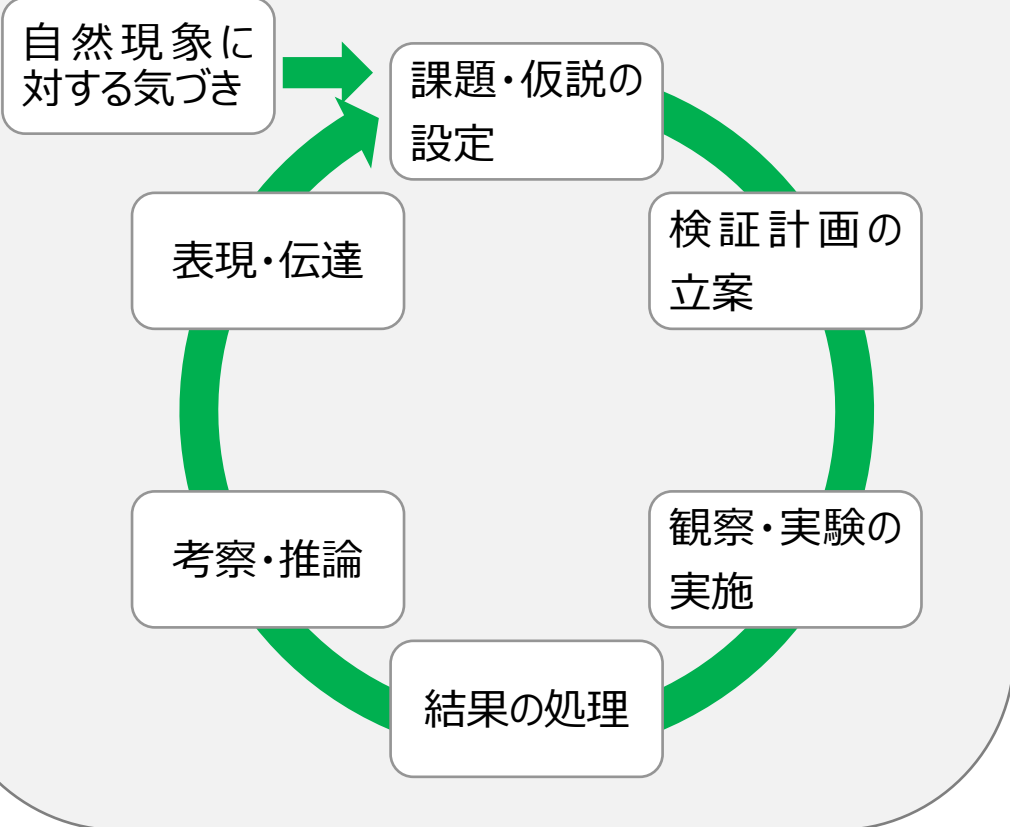 自然現象に
対する気づき
課題・仮説の
設定
検証計画の
立案
観察・実験の
実施
結果の処理
考察・推論
表現・伝達